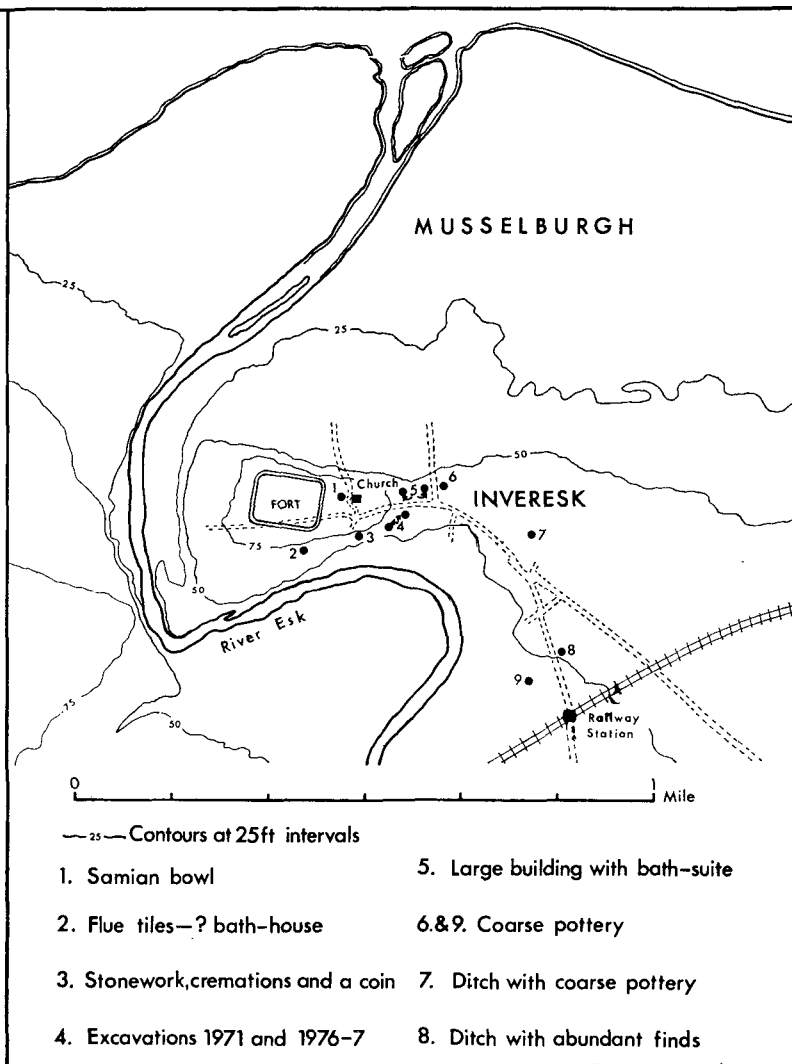 MUSSELBURGH
25
25
50
1
Church
5
6
FORT
INVERESK
4
7
75
3
2
50
River Esk
8
9
75
50
Railway
Station
0
1
Mile
—25— Contours at 25ft intervals
1. Samian bowl
2. Flue tiles—? bath-house
3. Stonework,cremations and a coin
4. Excavations 1971 and 1976-7
5. Large building with bath-suite
6.&9. Coarse pottery
7. Ditch with coarse pottery
8. Ditch with abundant finds